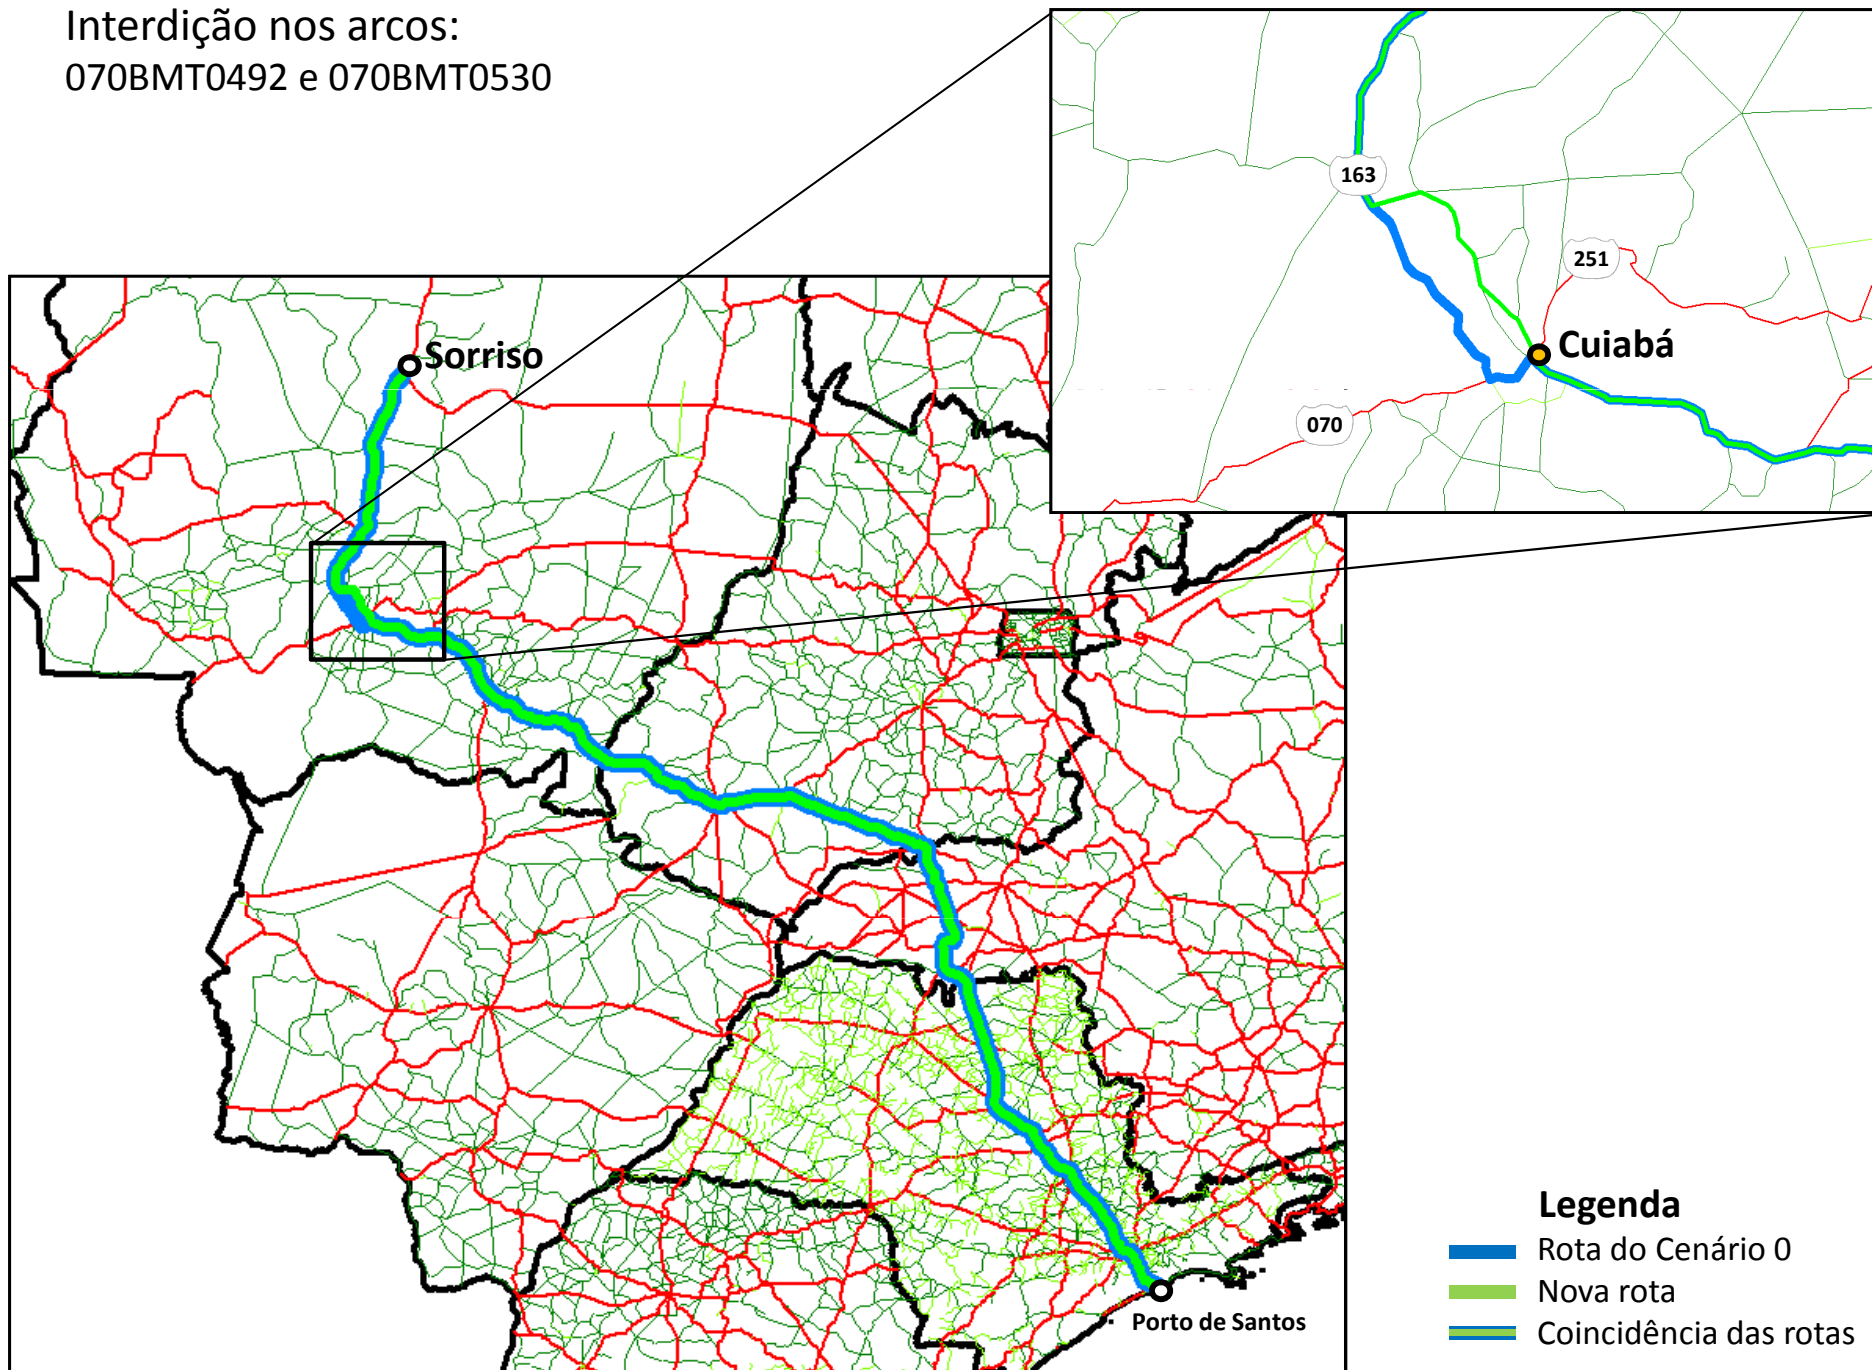 Interdição nos arcos:
070BMT0492 e 070BMT0530
163
251
Cuiabá
070
Sorriso
Porto de Santos
Legenda
Rota do Cenário 0
Nova rota
Coincidência das rotas